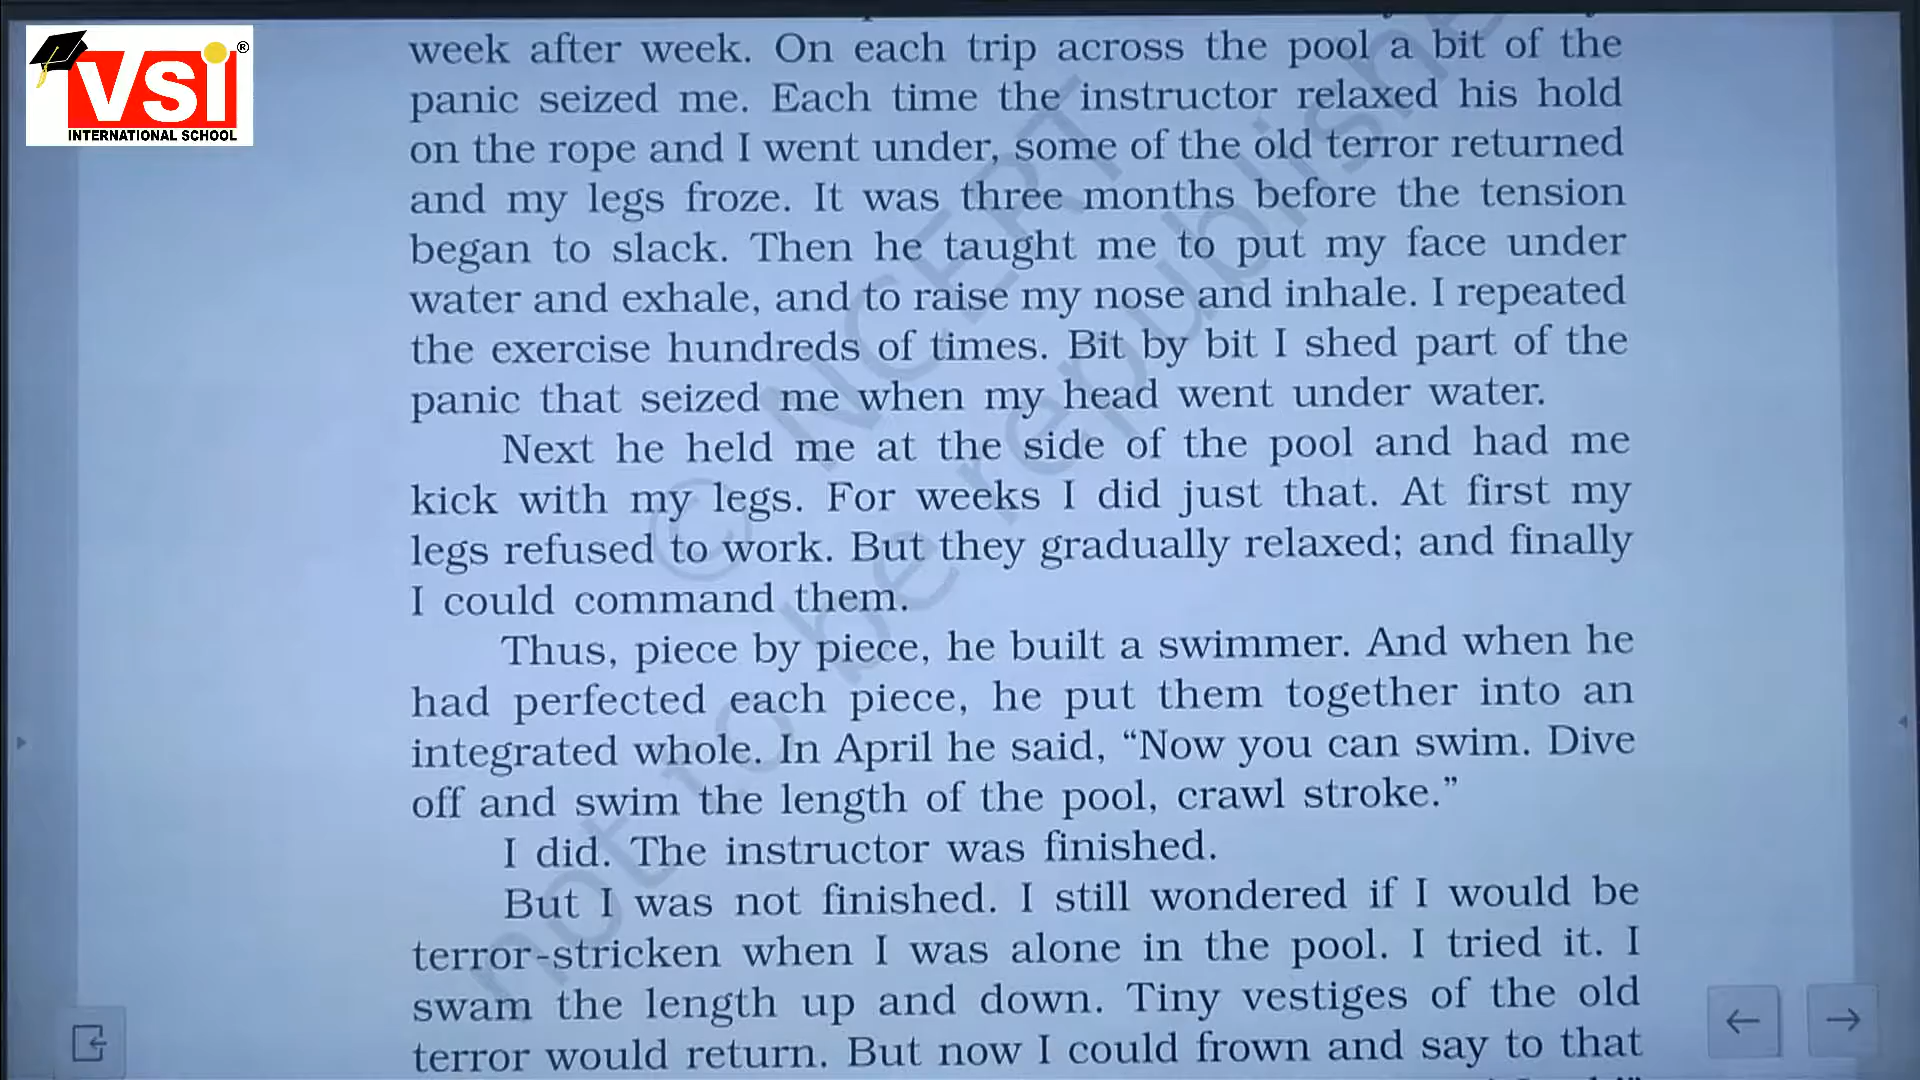 VSI
®
INTERNATIONAL SCHOOL
week after week. On each trip across the pool a bit of the
panic seized me. Each time the instructor relaxed his hold
on the rope and I went under, some of the old terror returned
and my legs froze. It was three months before the tension
began to slack. Then he taught me to put my face under
water and exhale, and to raise my nose and inhale. I repeated
the exercise hundreds of times. Bit by bit I shed part of the
panic that seized me when my head went under water.
Next he held me at the side of the pool and had me
kick with my legs. For weeks I did just that. At first my
legs refused to work. But they gradually relaxed; and finally
I could command them.
Thus, piece by piece, he built a swimmer. And when he
had perfected each piece, he put them together into an
integrated whole. In April he said, “Now you can swim. Dive
off and swim the length of the pool, crawl stroke.”
I did. The instructor was finished.
But I was not finished. I still wondered if I would be
terror-stricken when I was alone in the pool. I tried it. I
swam the length up and down. Tiny vestiges of the old
terror would return. But now I could frown and say to that
© NCERT
not to be republishe